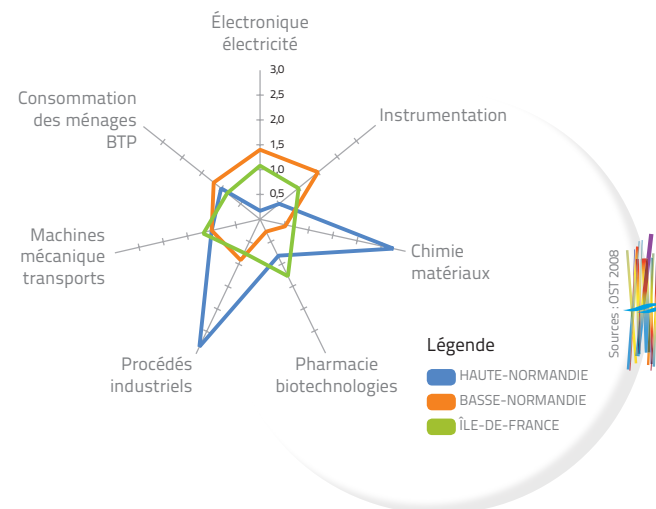 Électronique
électricité
3,0
2,5
2,0
1,5
1,0
0,5
Consommation
des ménages
BTP
Instrumentation
Machines
mécanique
transports
Chimie
matériaux
Procédés
industriels
Pharmacie
biotechnologies
Légende
HAUTE-NORMANDIE
BASSE-NORMANDIE
ÎLE-DE-FRANCE
Sources : OST 2008